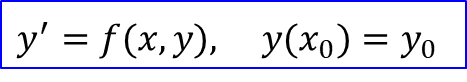 y′ = f(x, y),  y(x₀) = y₀